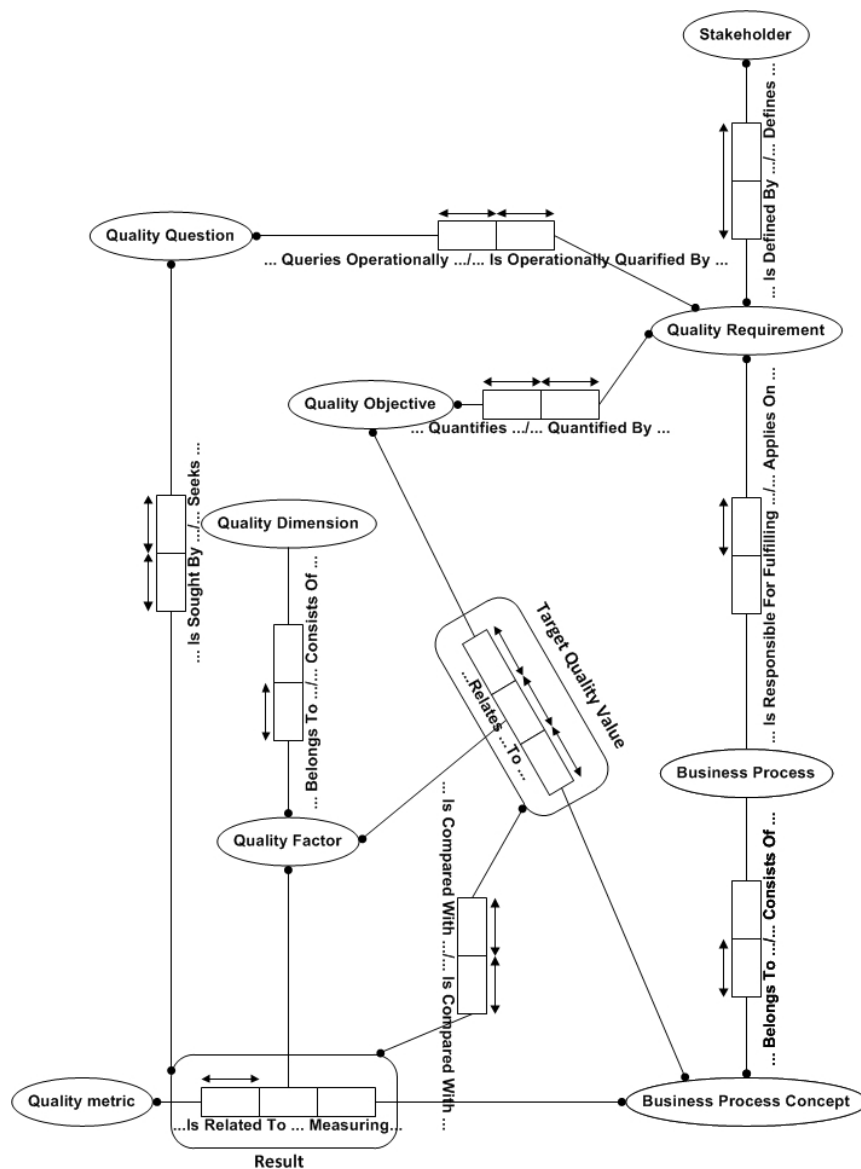 Stakeholder
... Is Defined By .../... Defines ...
Quality Question
... Queries Operationally .../... Is Operationally Quarified By ...
Quality Requirement
Quality Objective
... Quantifies .../... Quantified By ...
... Is Sought By .../... Seeks ...
Quality Dimension
... Belongs To .../... Consists Of ...
Target Quality Value
...Relates ...To ...
... Is Responsible For Fulfilling .../... Applies On ...
Business Process
Quality Factor
... Is Compared With .../... Is Compared With ...
... Belongs To .../... Consists Of ...
Quality metric
...Is Related To ... Measuring...
Business Process Concept
Result